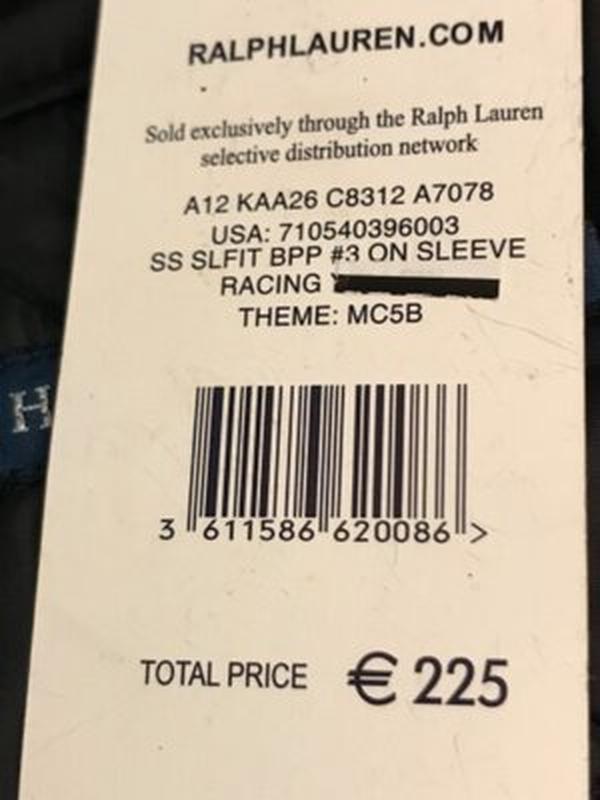 RALPHLAUREN.COM
Sold exclusively through the Ralph Lauren
selective distribution network
A12 KAA26 C8312 A7078
USA: 710540396003
SS SLFIT BPP #3 ON SLEEVE
RACING
THEME: MC5B
H
3 611586 620086 >
TOTAL PRICE € 225